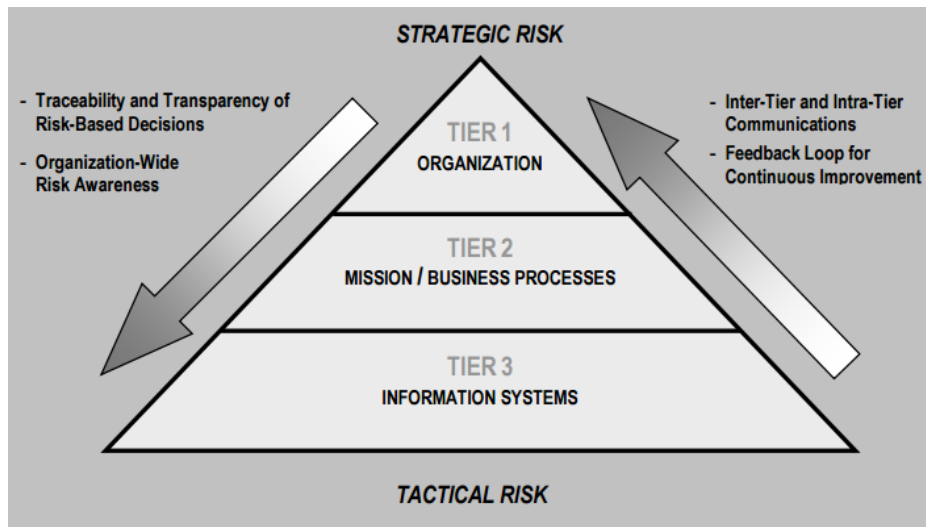 STRATEGIC RISK
- Traceability and Transparency of
Risk-Based Decisions
- Organization-Wide
Risk Awareness
- Inter-Tier and Intra-Tier
Communications
- Feedback Loop for
Continuous Improvement
TIER 1
ORGANIZATION
TIER 2
MISSION / BUSINESS PROCESSES
TIER 3
INFORMATION SYSTEMS
TACTICAL RISK